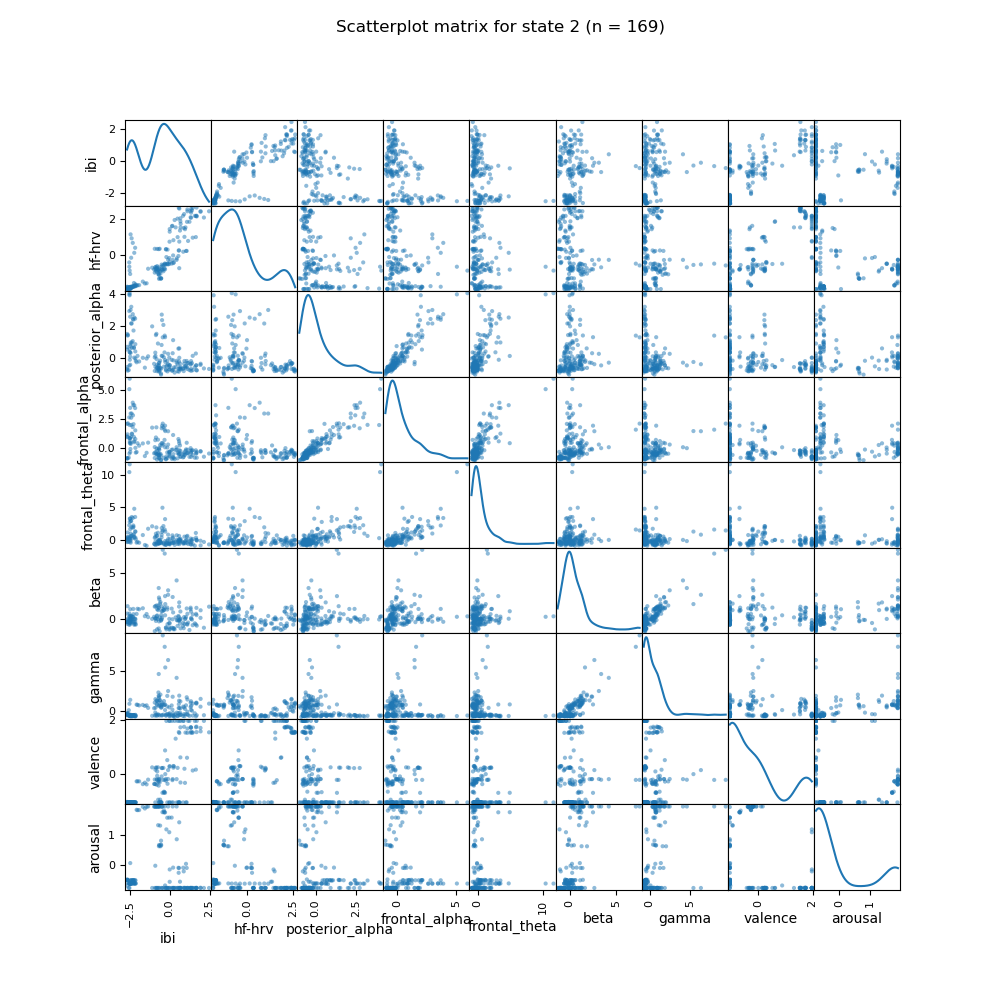 Scatterplot matrix for state 2 (n = 169)
2
0
-2
ibi
2
0
hf-hrv
4
2
0
posterior_alpha
5.0
2.5
0.0
frontal_alpha
10
5
0
frontal_theta
5
0
beta
5
0
gamma
2
0
valence
1
0
arousal
−2.5 0.0 2.5 0.0 2.5 0.0 2.5 0 5 0 10 0 5 0 5 0 2 0 1
ibi hf-hrv posterior_alpha frontal_alpha frontal_theta beta gamma valence arousal